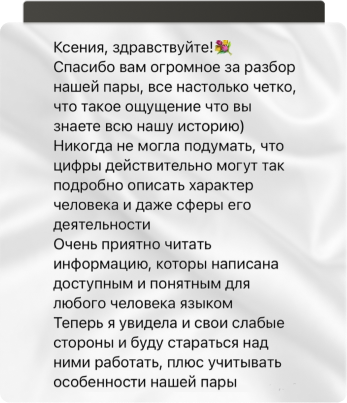 Ксения, здравствуйте!💐
Спасибо вам огромное за разбор
нашей пары, все настолько четко,
что такое ощущение что вы
знаете всю нашу историю)
Никогда не могла подумать, что
цифры действительно могут так
подробно описать характер
человека и даже сферы его
деятельности
Очень приятно читать
информацию, которы написана
доступным и понятным для
любого человека языком
Теперь я увидела и свои слабые
стороны и буду стараться над
ними работать, плюс учитывать
особенности нашей пары